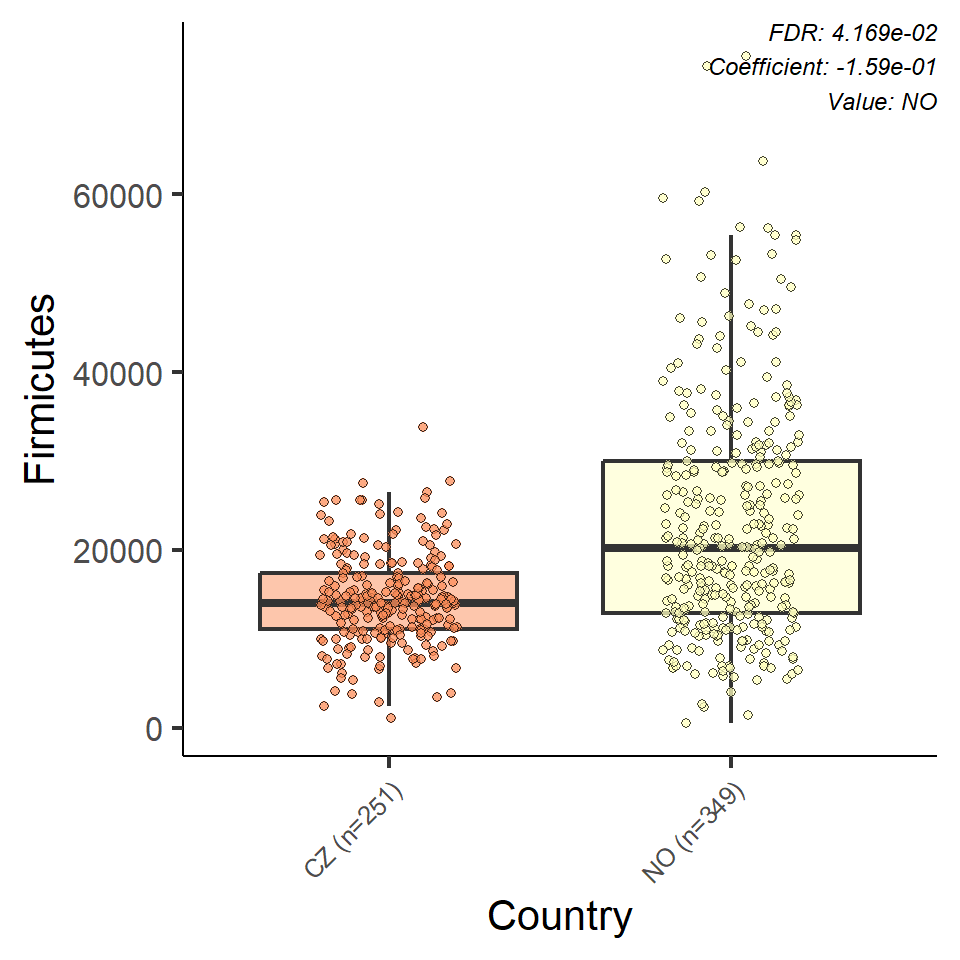 FDR: 4.169e-02
Coefficient: -1.59e-01
Value: NO
60000
40000
20000
0
Firmicutes
CZ (n=251)
NO (n=349)
Country